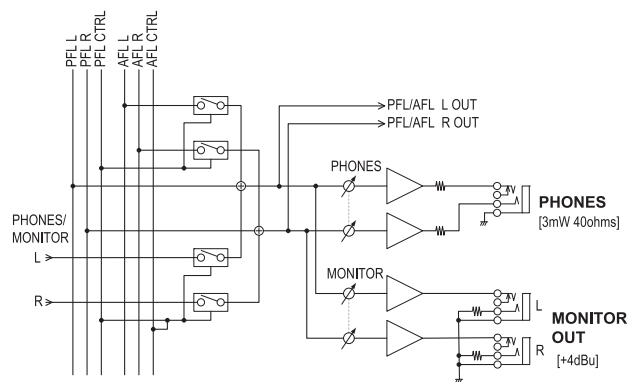 PFL L
PFL R
PFL CTRL
AFL L
AFL R
AFL CTRL
PFL/AFL L OUT
PFL/AFL R OUT
PHONES
PHONES
[3mW 40ohms]
PHONES/
MONITOR
L
R
MONITOR
L
R
MONITOR
OUT
[+4dBu]